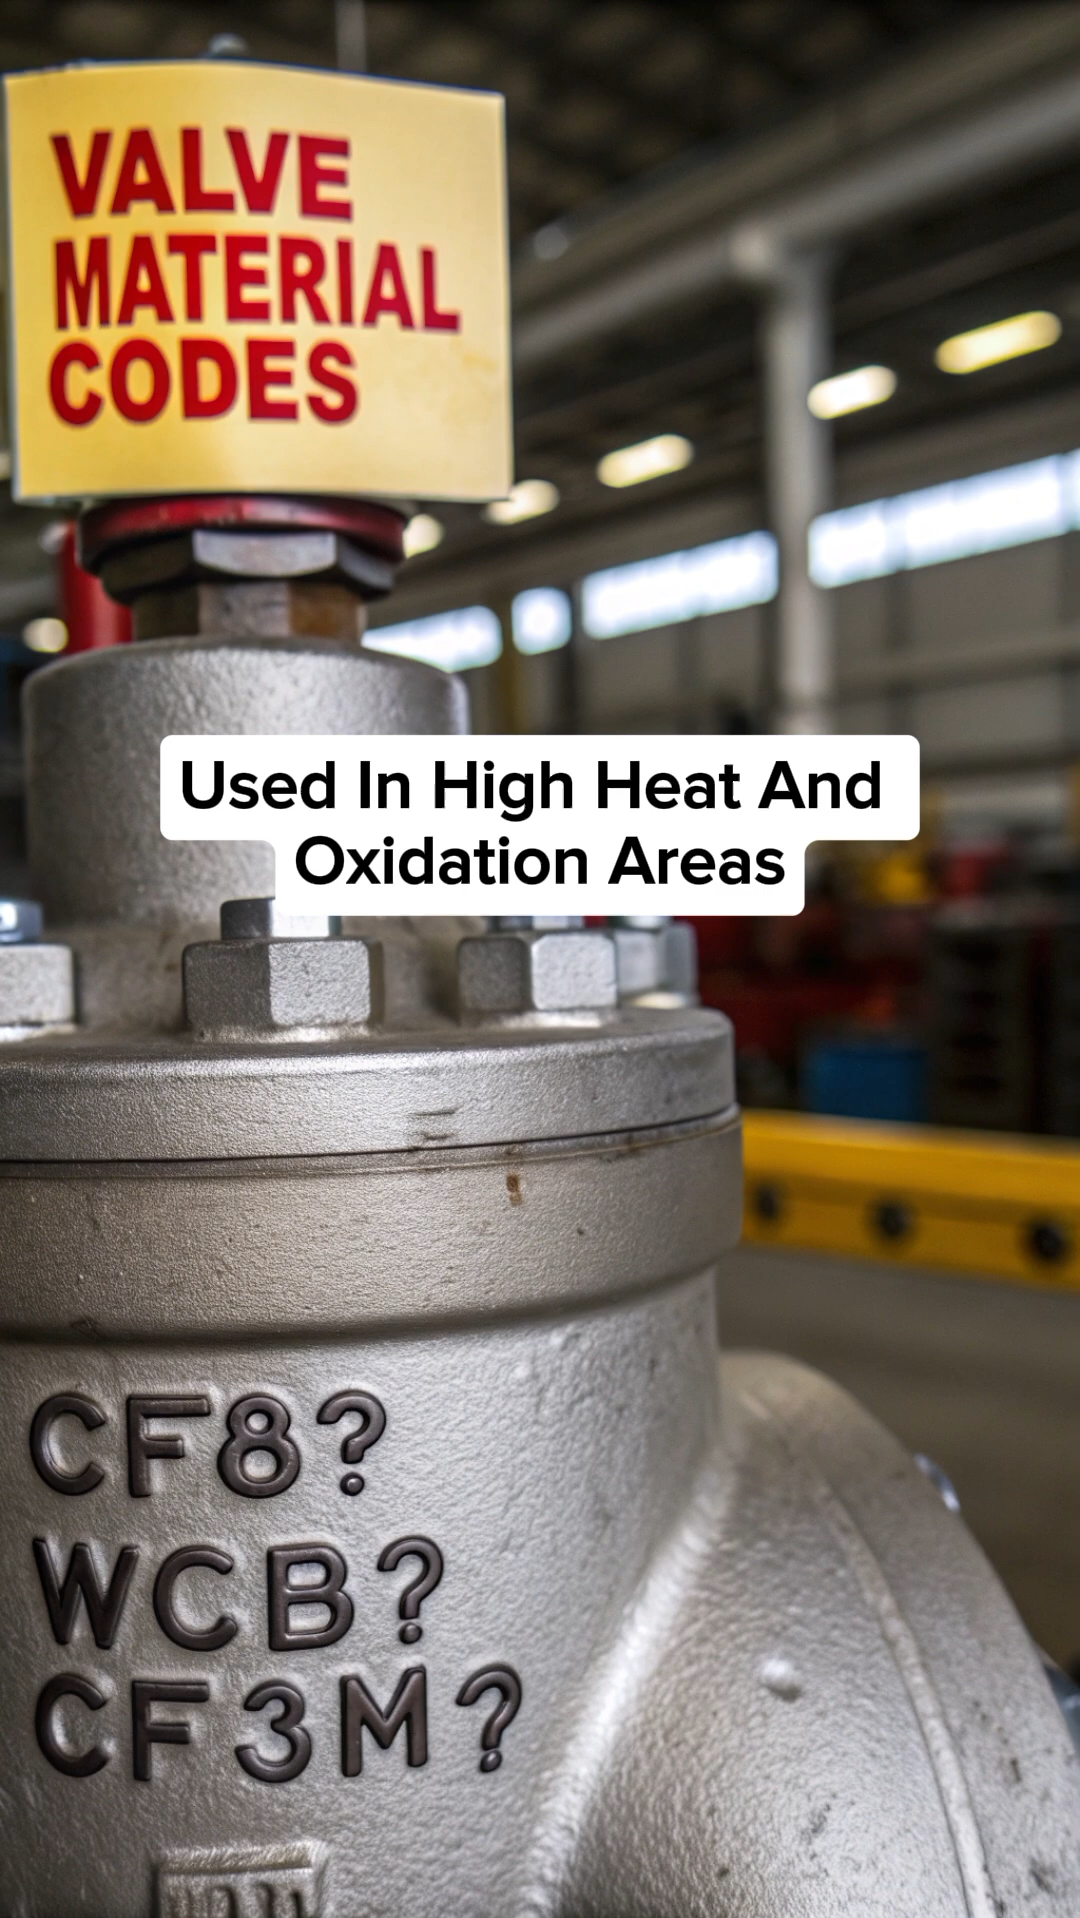 VALVE
MATERIAL
CODES
Used In High Heat And
Oxidation Areas
CF8?
WCB?
CF3M?